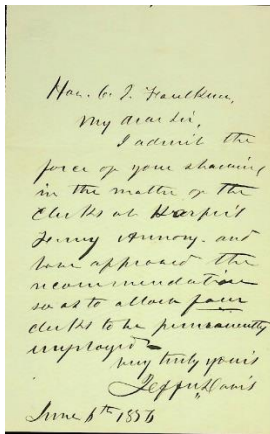 Hon. C. J. Faulkner,
My dear Sir,
I admit the
force of your showing
in the matter of the
Clerks at Harper's
Ferry Armory. and
have approved the
recommendation
so as to allow four
clerks to be permanently
employed
very truly yours
Jeffn. Davis
June 6th 1856